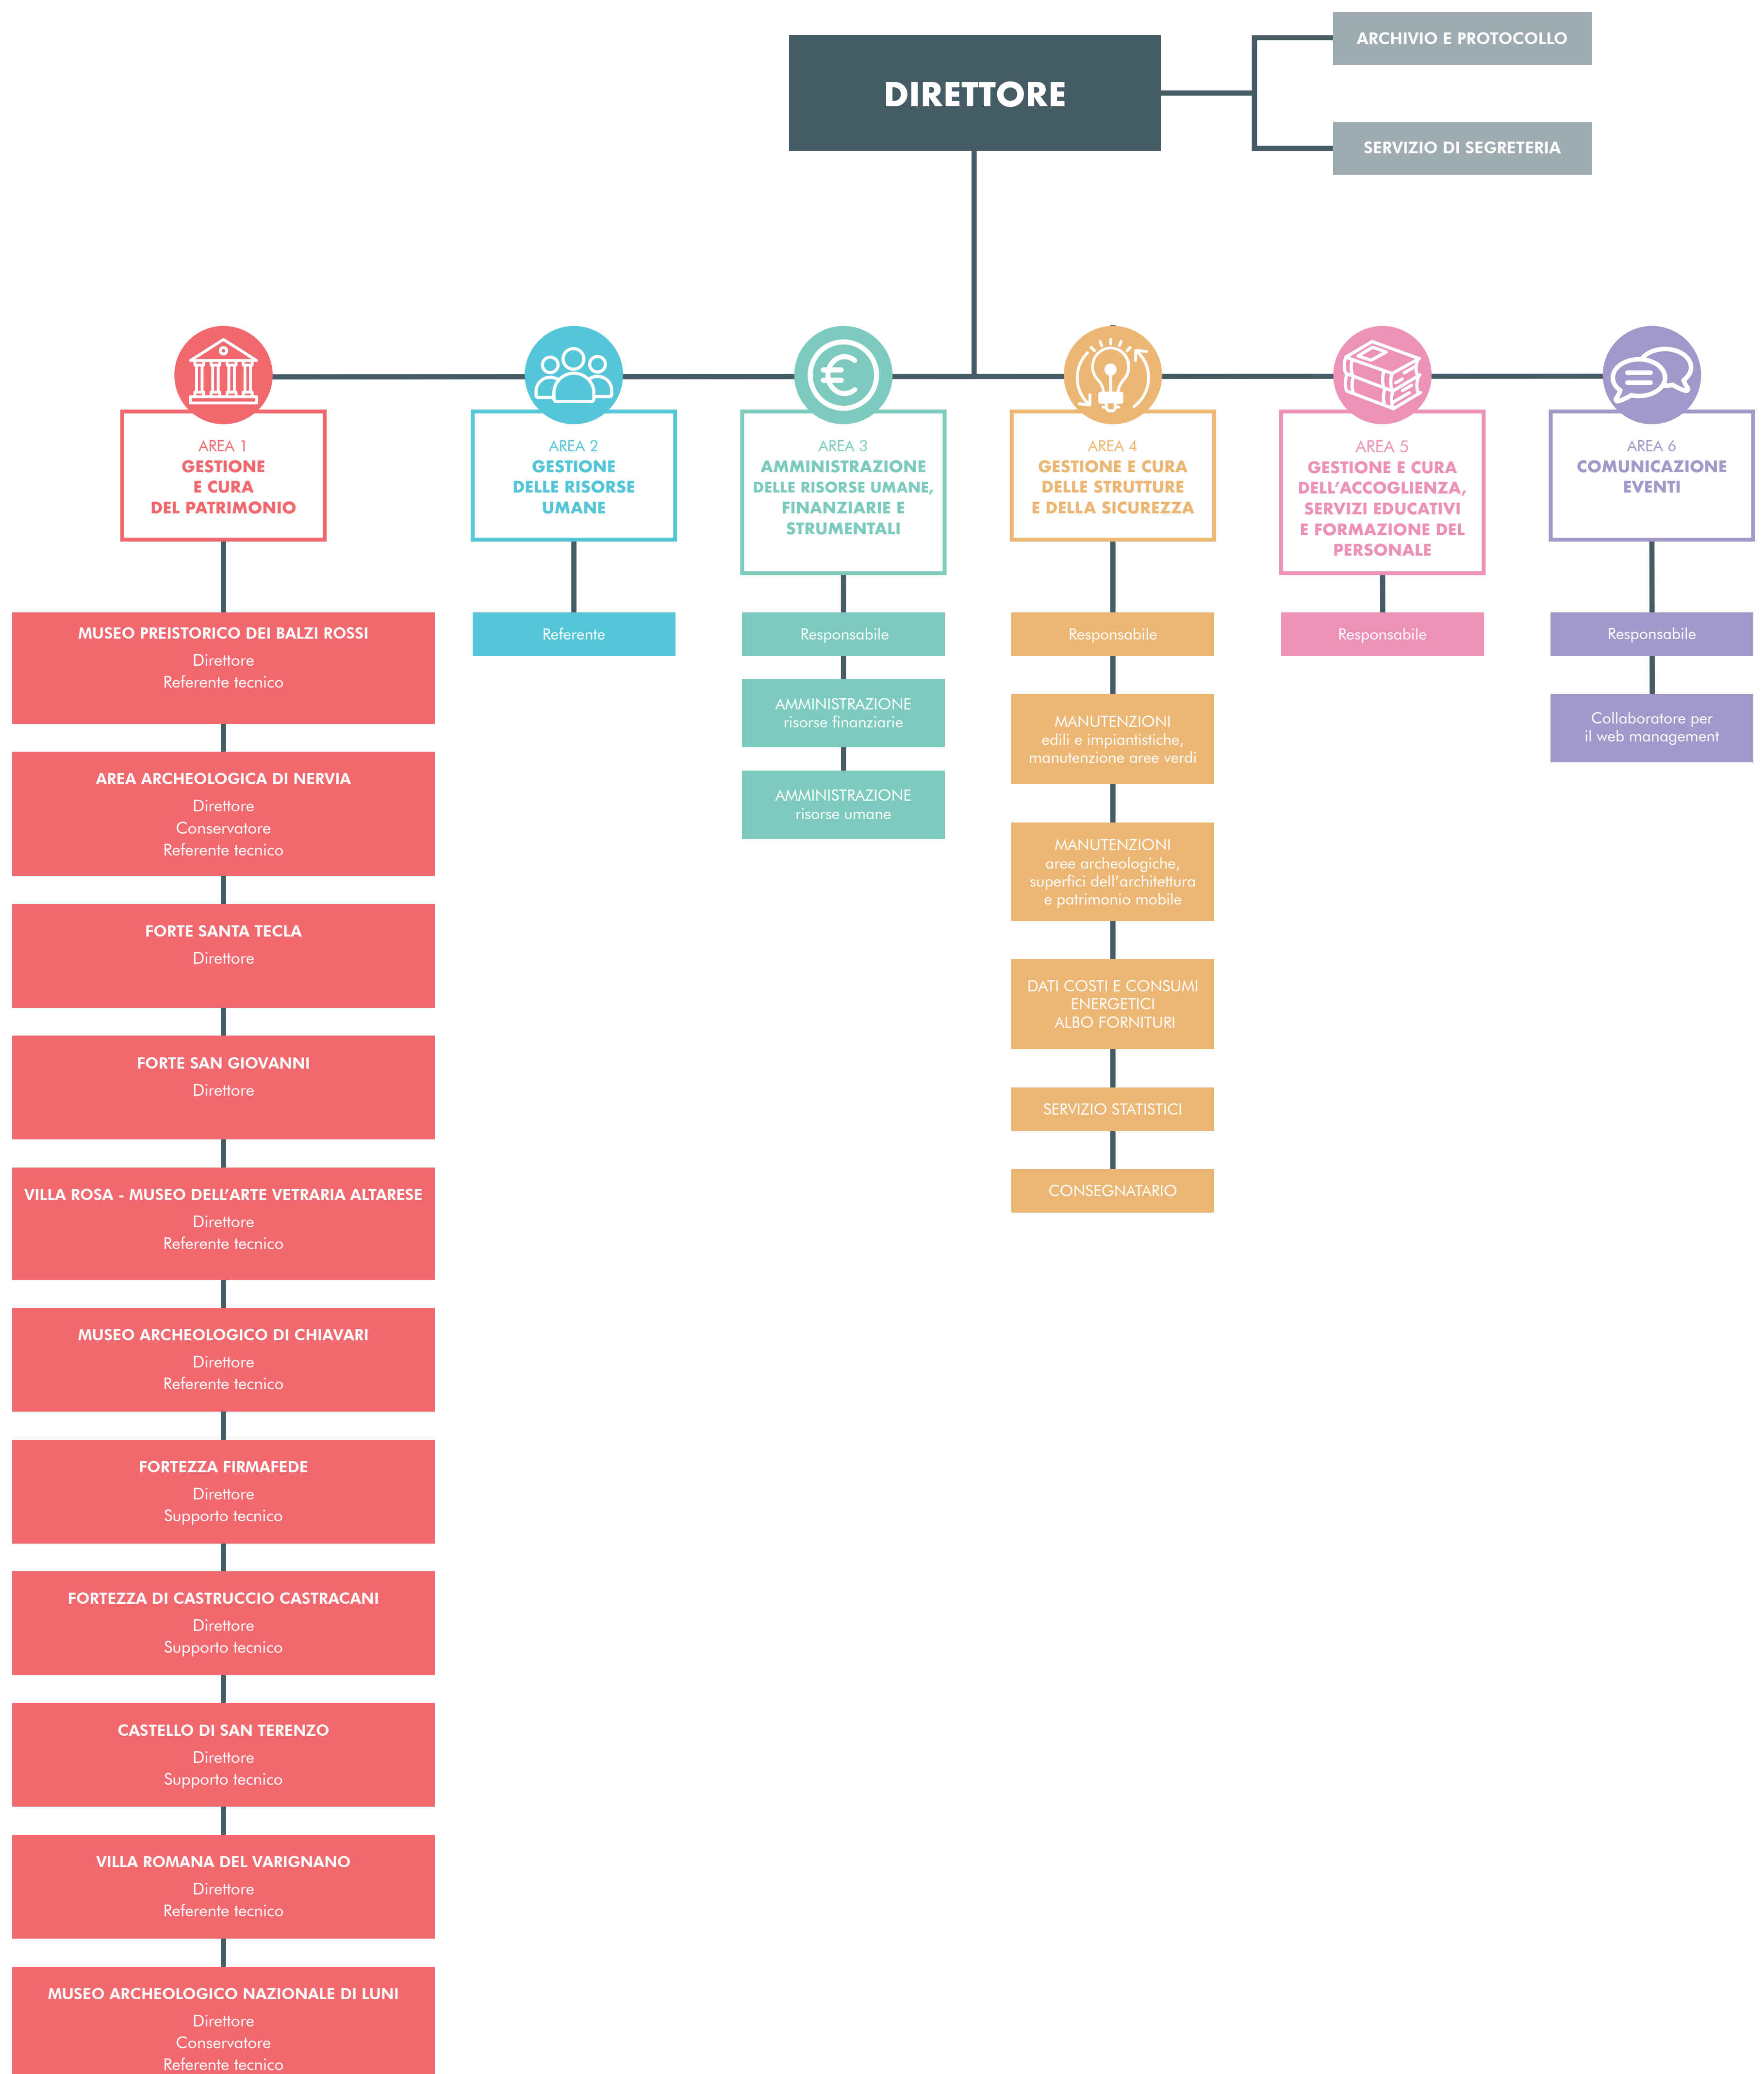 DIRETTORE
ARCHIVIO E PROTOCOLLO
SERVIZIO DI SEGRETERIA
AREA 1
GESTIONE
E CURA
DEL PATRIMONIO
MUSEO PREISTORICO DEI BALZI ROSSI
Direttore
Referente tecnico
AREA ARCHEOLOGICA DI NERVIA
Direttore
Conservatore
Referente tecnico
FORTE SANTA TECLA
Direttore
FORTE SAN GIOVANNI
Direttore
VILLA ROSA - MUSEO DELL'ARTE VETRARIA ALTARESE
Direttore
Referente tecnico
MUSEO ARCHEOLOGICO DI CHIAVARI
Direttore
Referente tecnico
FORTEZZA FIRMAFEDE
Direttore
Supporto tecnico
FORTEZZA DI CASTRUCCIO CASTRACANI
Direttore
Supporto tecnico
CASTELLO DI SAN TERENZO
Direttore
Supporto tecnico
VILLA ROMANA DEL VARIGNANO
Direttore
Referente tecnico
MUSEO ARCHEOLOGICO NAZIONALE DI LUNI
Direttore
Conservatore
Referente tecnico
AREA 2
GESTIONE
DELLE RISORSE
UMANE
Referente
AREA 3
AMMINISTRAZIONE
DELLE RISORSE UMANE,
FINANZIARIE E
STRUMENTALI
Responsabile
AMMINISTRAZIONE
risorse finanziarie
AMMINISTRAZIONE
risorse umane
AREA 4
GESTIONE E CURA
DELLE STRUTTURE
E DELLA SICUREZZA
Responsabile
MANUTENZIONI
edili e impiantistiche,
manutenzione aree verdi
MANUTENZIONI
aree archeologiche,
superfici dell'architettura
e patrimonio mobile
DATI COSTI E CONSUMI
ENERGETICI
ALBO FORNITURI
SERVIZIO STATISTICI
CONSEGNATARIO
AREA 5
GESTIONE E CURA
DELL'ACCOGLIENZA,
SERVIZI EDUCATIVI
E FORMAZIONE DEL
PERSONALE
Responsabile
AREA 6
COMUNICAZIONE
EVENTI
Responsabile
Collaboratore per
il web management